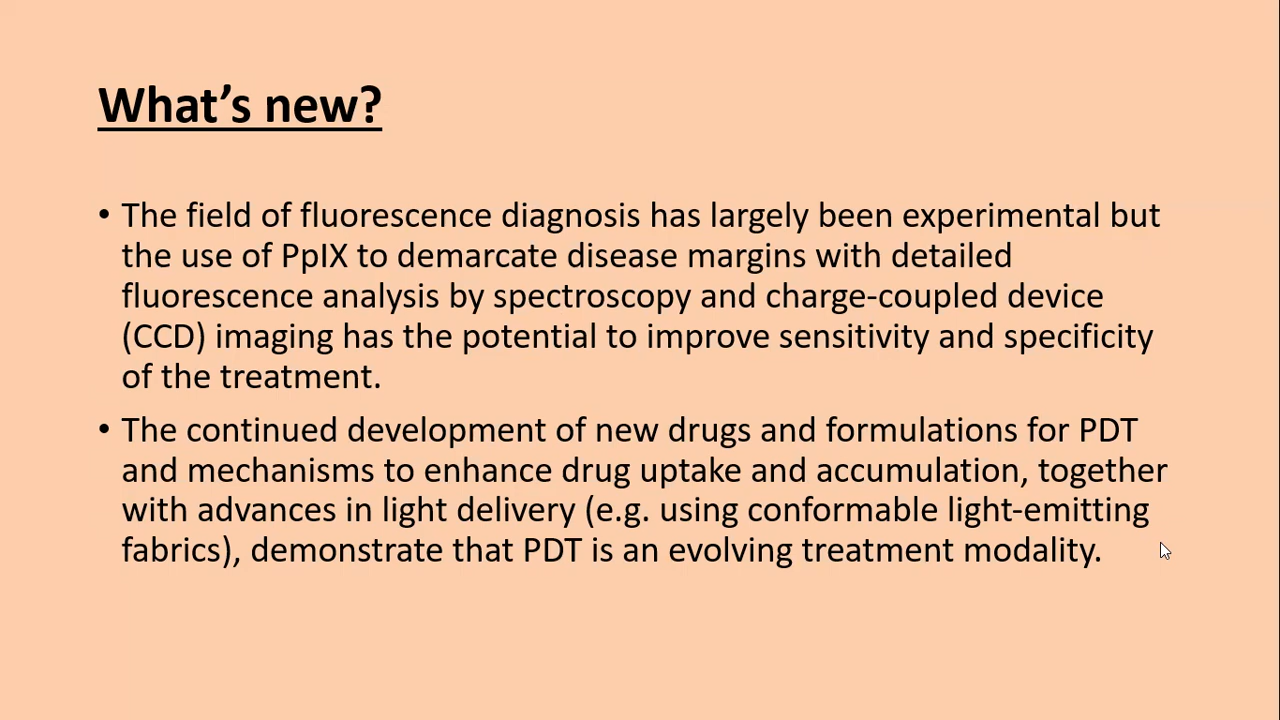 What’s new?
• The field of fluorescence diagnosis has largely been experimental but
the use of PpIX to demarcate disease margins with detailed
fluorescence analysis by spectroscopy and charge-coupled device
(CCD) imaging has the potential to improve sensitivity and specificity
of the treatment.
• The continued development of new drugs and formulations for PDT
and mechanisms to enhance drug uptake and accumulation, together
with advances in light delivery (e.g. using conformable light-emitting
fabrics), demonstrate that PDT is an evolving treatment modality.